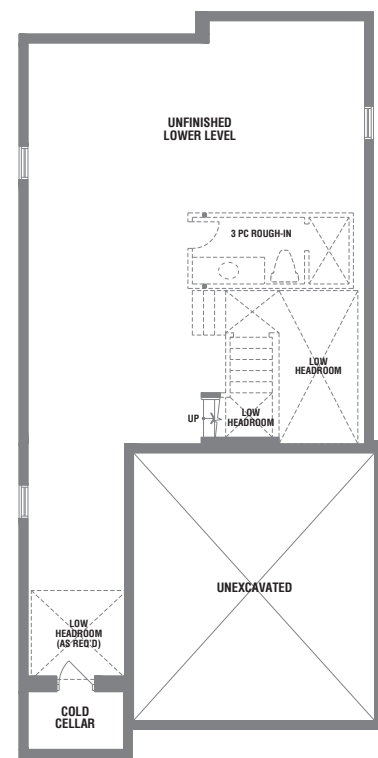 UNFINISHED
LOWER LEVEL
3 PC ROUGH-IN
LOW
HEADROOM
UP
LOW
HEADROOM
UNEXCAVATED
LOW
HEADROOM
(AS REQ'D)
COLD
CELLAR